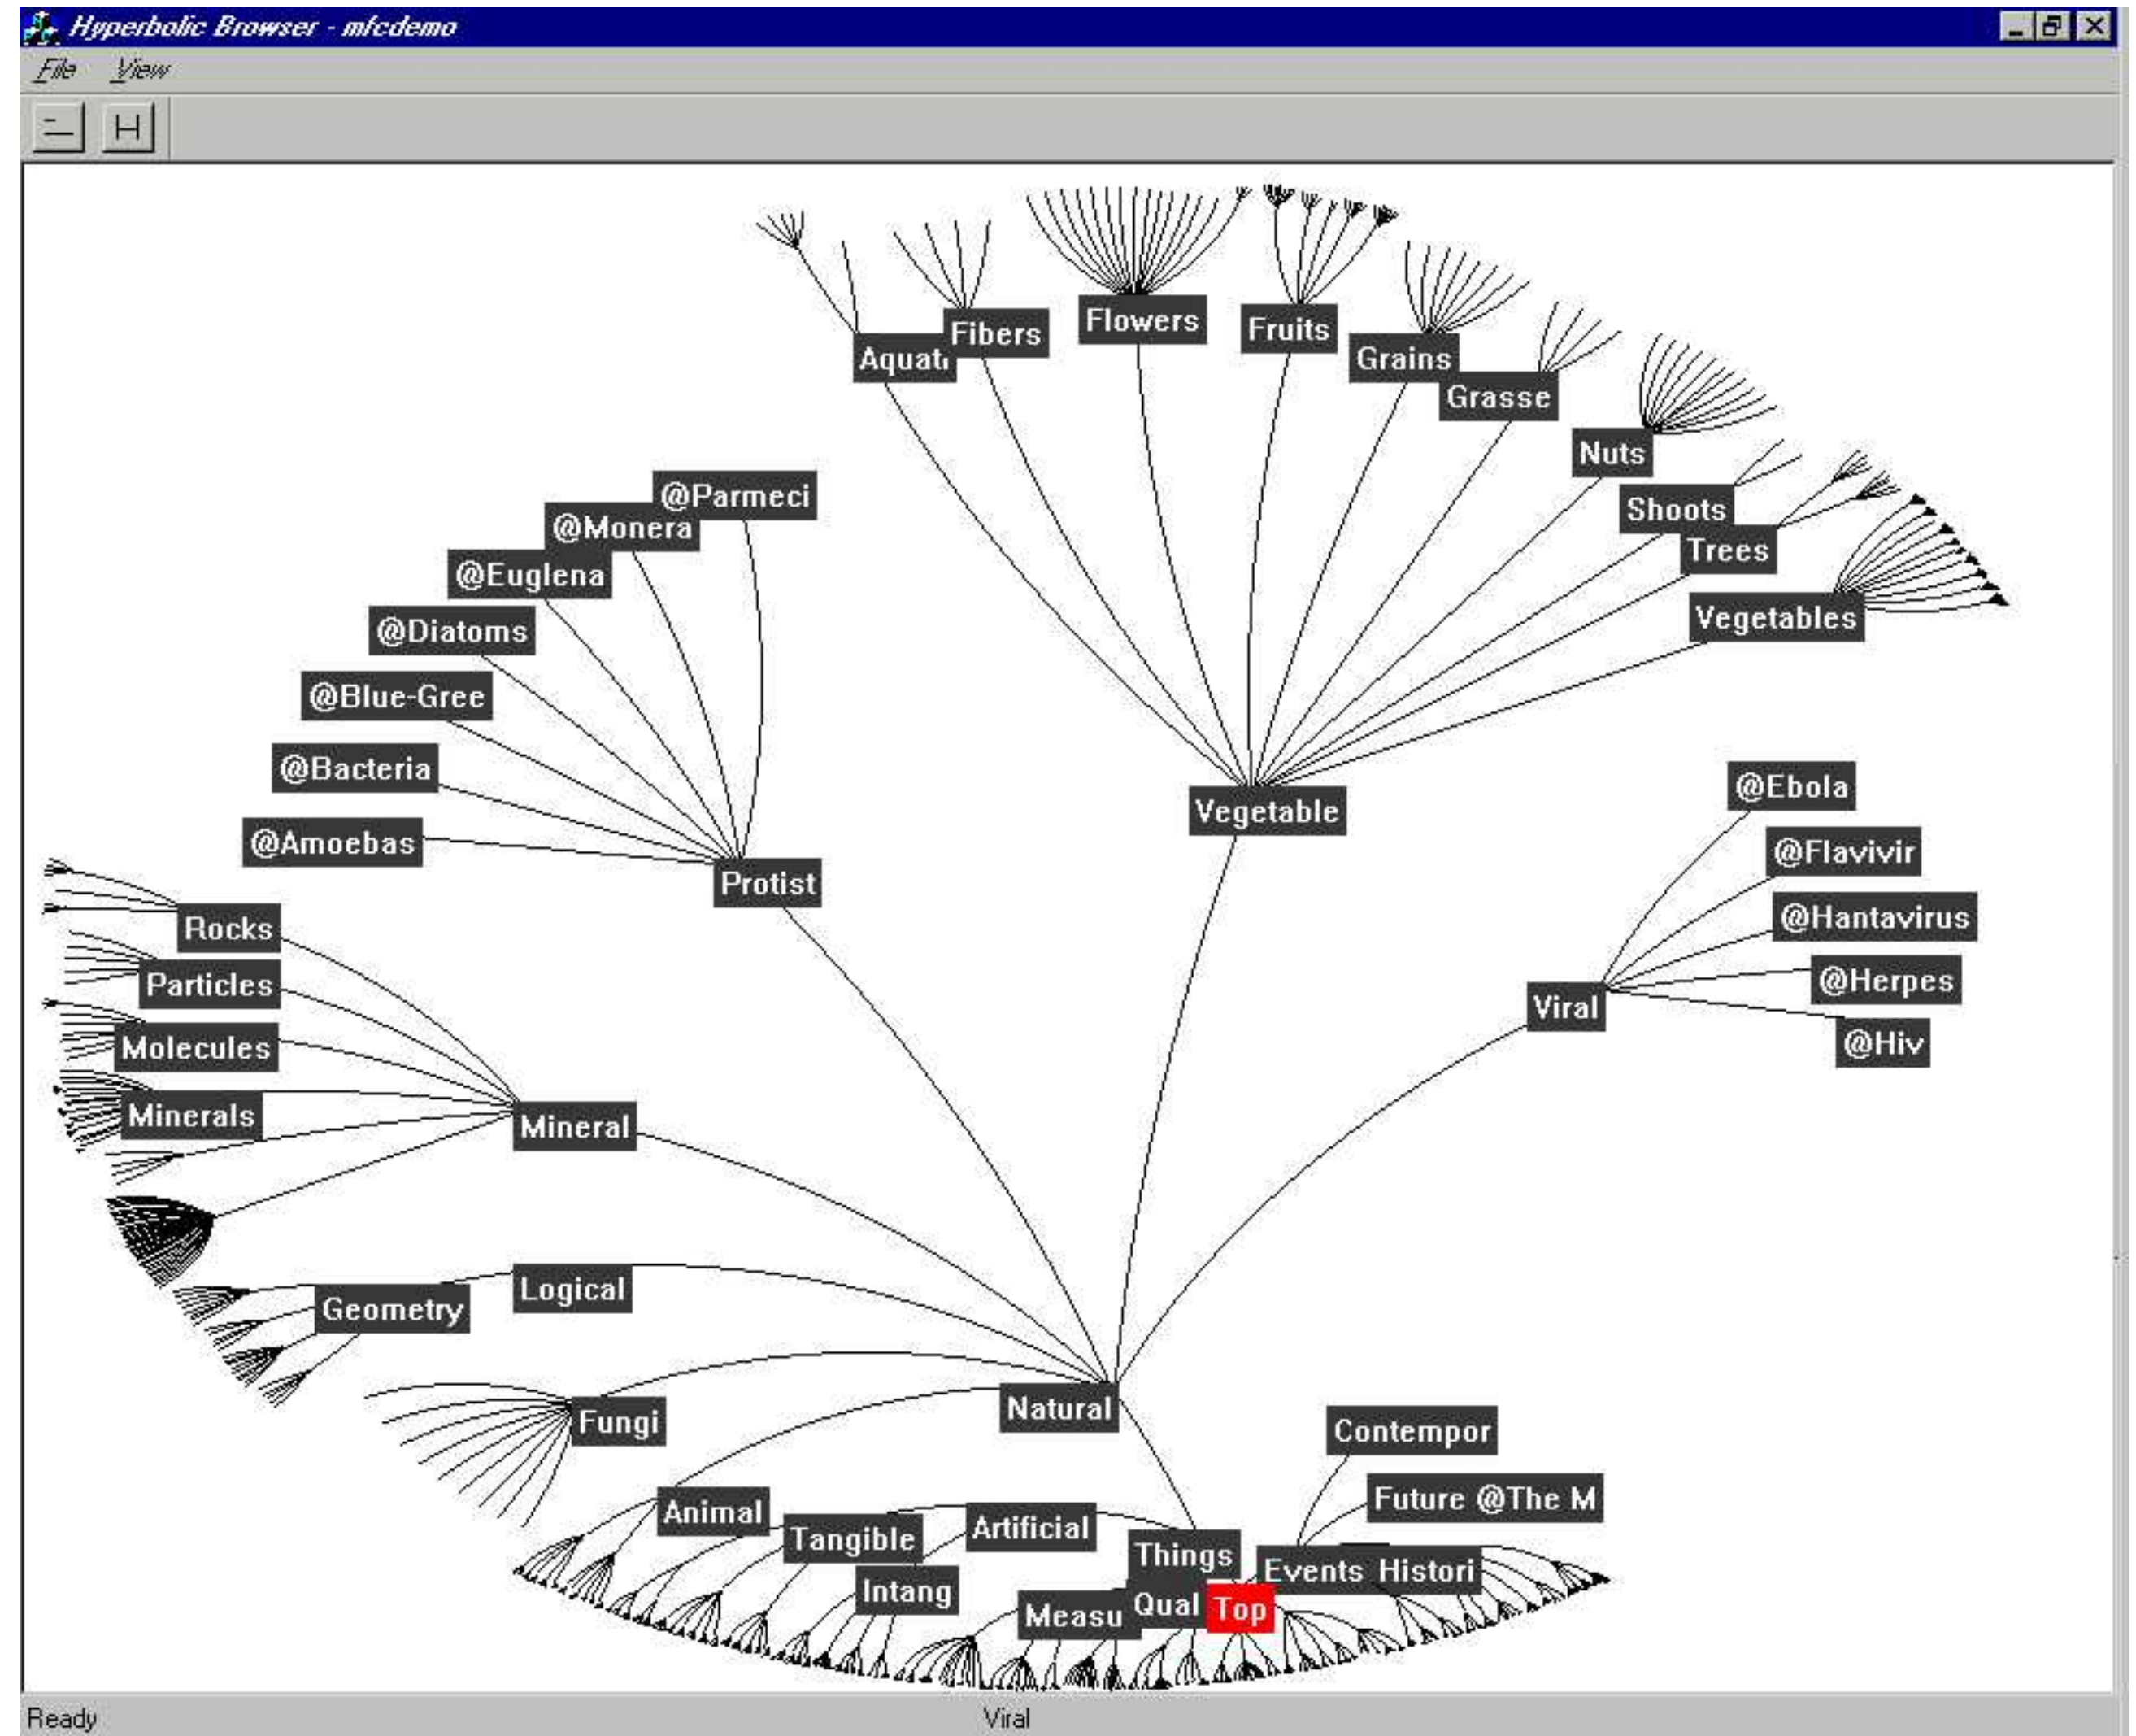 Hyperbolic Browser - mfcdemo
File View
Flowers
Fruits
Fibers
Aquati
Grains
Grasse
Nuts
@Parmeci
Shoots
@Monera
Trees
@Euglena
Vegetables
@Diatoms
@Blue-Gree
@Bacteria
@Ebola
Vegetable
@Amoebas
@Flavivir
Protist
@Hantavirus
Rocks
@Herpes
Particles
Viral
@Hiv
Molecules
Minerals
Mineral
Logical
Geometry
Natural
Fungi
Contempor
Future @The M
Animal
Artificial
Tangible
Things
Events Histori
Intang
Qual
Top
Measu
Ready
Viral